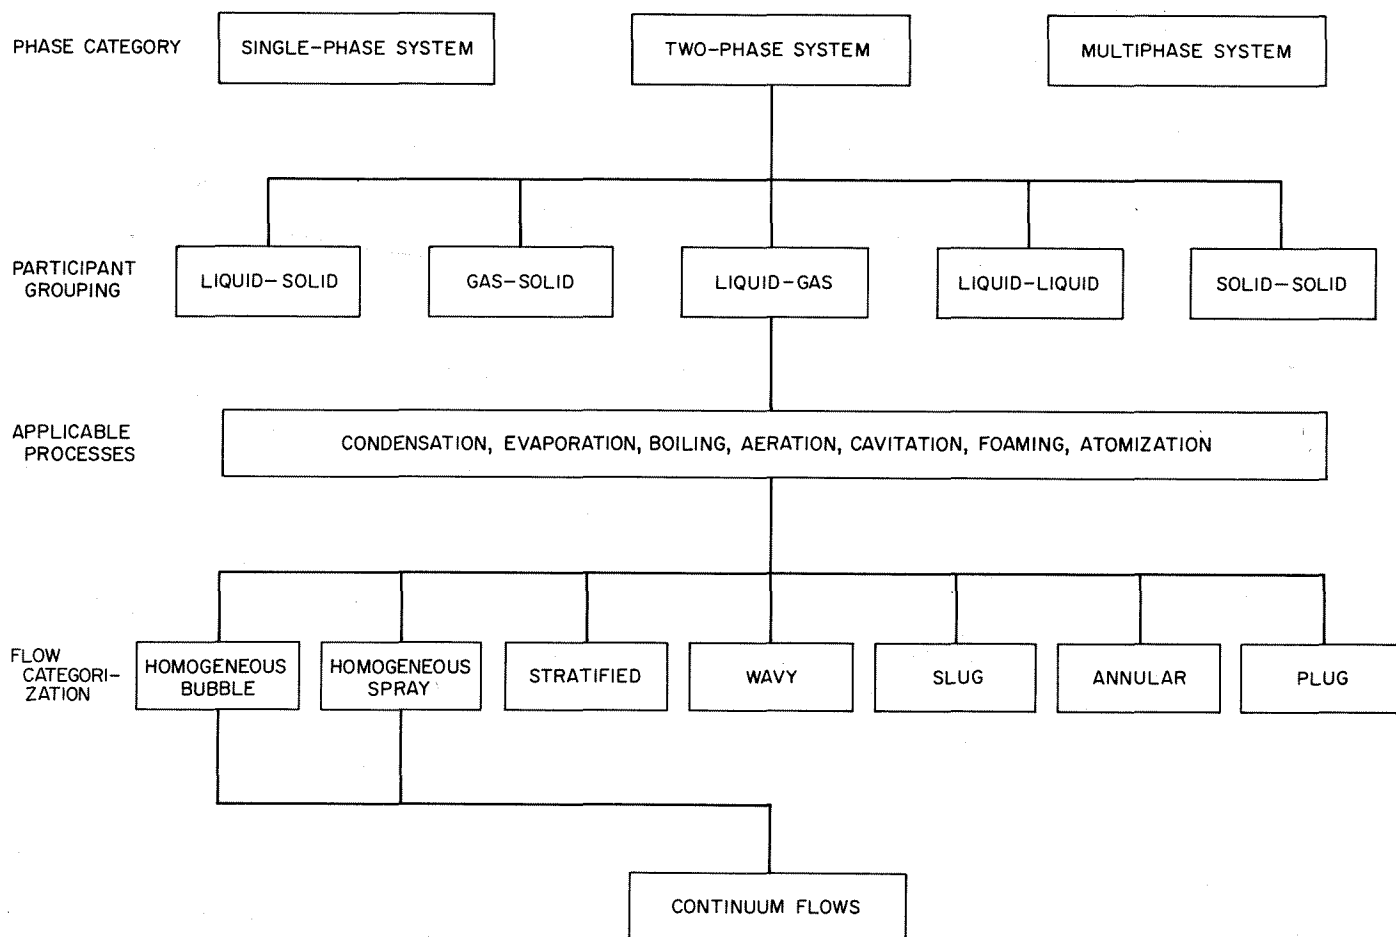 PHASE CATEGORY
SINGLE-PHASE SYSTEM
TWO-PHASE SYSTEM
MULTIPHASE SYSTEM
PARTICIPANT
GROUPING
LIQUID-SOLID
GAS-SOLID
LIQUID-GAS
LIQUID-LIQUID
SOLID-SOLID
APPLICABLE
PROCESSES
CONDENSATION, EVAPORATION, BOILING, AERATION, CAVITATION, FOAMING, ATOMIZATION
FLOW
CATEGORI-
ZATION
HOMOGENEOUS
BUBBLE
HOMOGENEOUS
SPRAY
STRATIFIED
WAVY
SLUG
ANNULAR
PLUG
CONTINUUM FLOWS